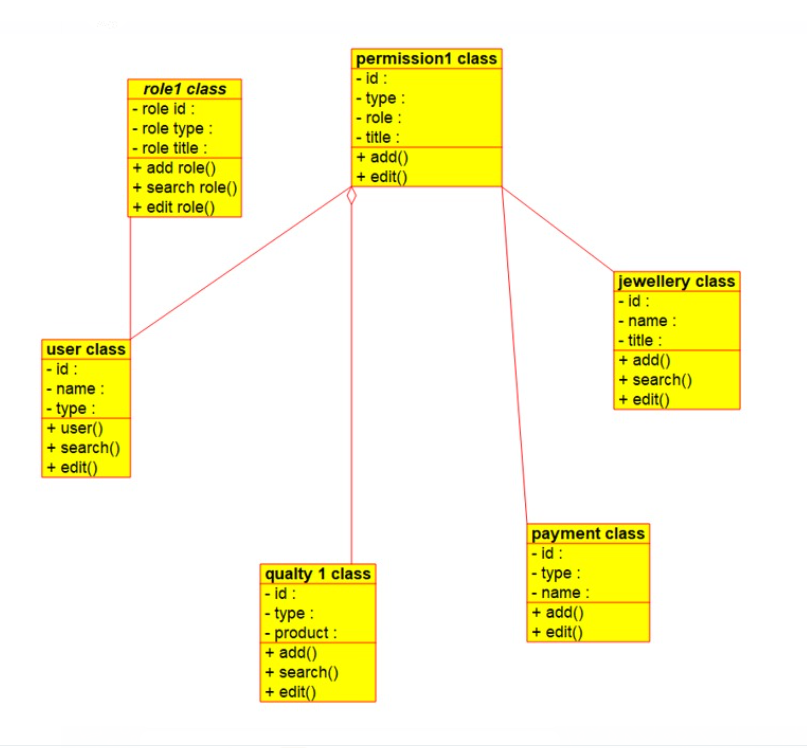 role1 class
- role id :
- role type :
- role title :
+ add role()
+ search role()
+ edit role()
permission1 class
- id :
- type :
- role :
- title :
+ add()
+ edit()
user class
- id :
- name :
- type :
+ user()
+ search()
+ edit()
jewellery class
- id :
- name :
- title :
+ add()
+ search()
+ edit()
qualty 1 class
- id :
- type :
- product :
+ add()
+ search()
+ edit()
payment class
- id :
- type :
- name :
+ add()
+ edit()